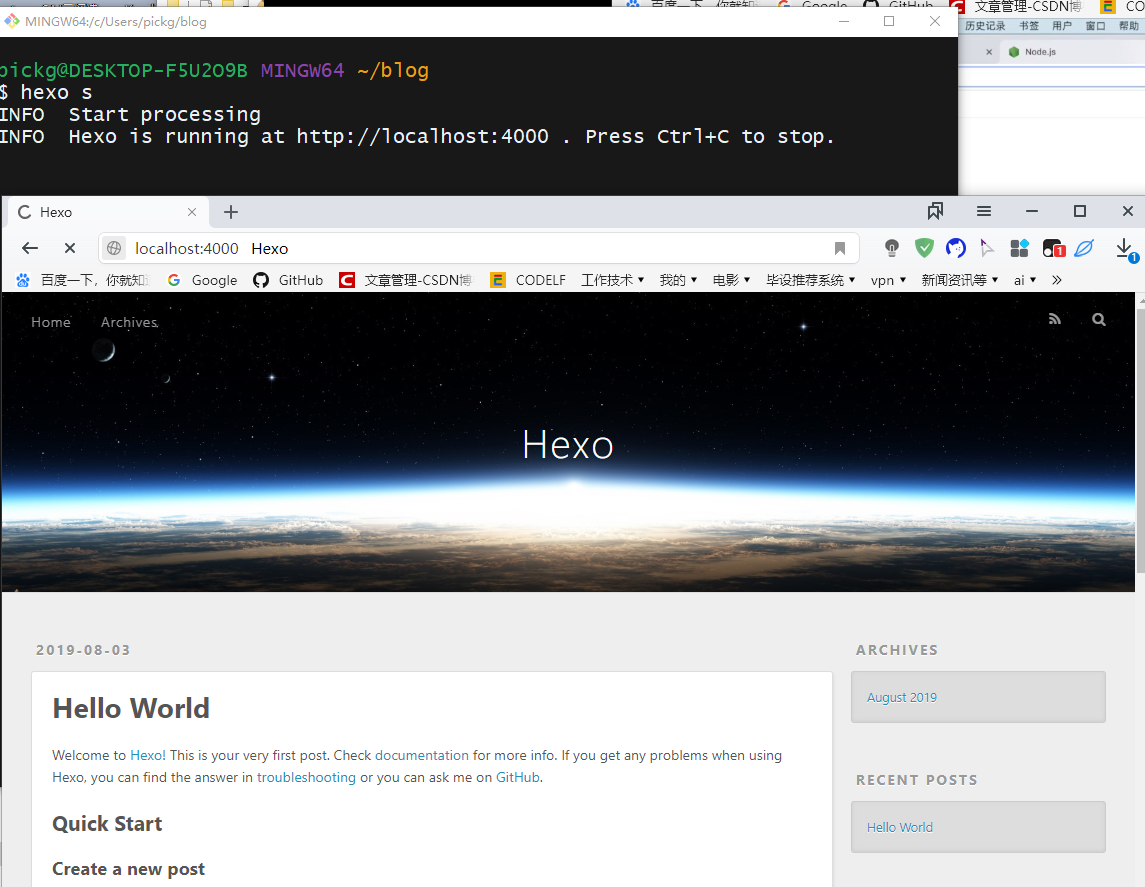 MINGW64:/c/Users/pickg/blog
文章管理-CSDN博
历史记录 书签 用户 窗口 帮助
Node.js
pickg@DESKTOP-F5U2O9B MINGW64 ~/blog
$ hexo s
INFO Start processing
INFO Hexo is running at http://localhost:4000 . Press Ctrl+C to stop.
Hexo
localhost:4000 Hexo
1
1
百度一下，你就知 Google GitHub 文章管理-CSDN博 CODELF 工作技术 我的 电影 毕设推荐系统 vpn 新闻资讯等 ai
Home Archives
Hexo
2019-08-03
Hello World
Welcome to Hexo! This is your very first post. Check documentation for more info. If you get any problems when using
Hexo, you can find the answer in troubleshooting or you can ask me on GitHub.
Quick Start
Create a new post
ARCHIVES
August 2019
RECENT POSTS
Hello World